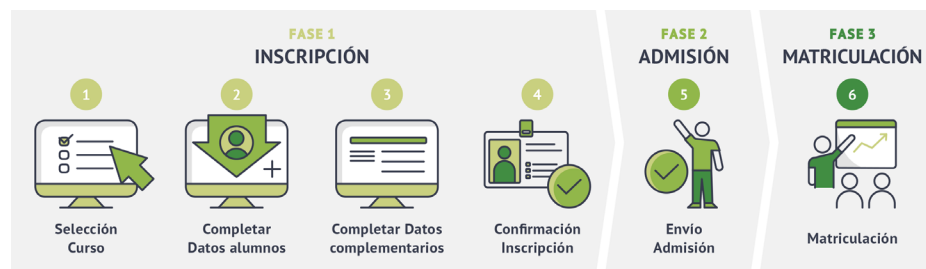 FASE 1
INSCRIPCIÓN
1
Selección
Curso
2
Completar
Datos alumnos
3
Completar Datos
complementarios
4
Confirmación
Inscripción
FASE 2
ADMISIÓN
5
Envío
Admisión
FASE 3
MATRICULACIÓN
6
Matriculación